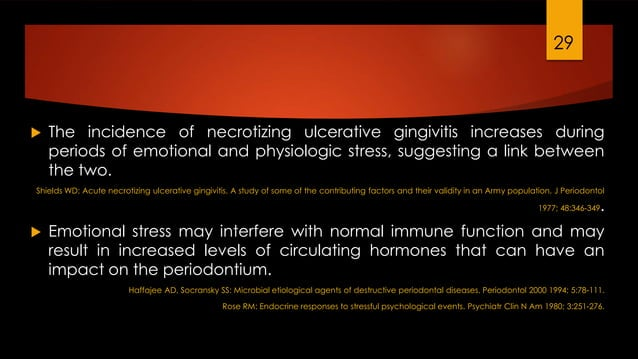 29
The incidence of necrotizing ulcerative gingivitis increases during
periods of emotional and physiologic stress, suggesting a link between
the two.
Shields WD: Acute necrotizing ulcerative gingivitis. A study of some of the contributing factors and their validity in an Army population. J Periodontol
1977; 48:346-349.
Emotional stress may interfere with normal immune function and may
result in increased levels of circulating hormones that can have an
impact on the periodontium.
Haffajee AD, Socransky SS: Microbial etiological agents of destructive periodontal diseases. Periodontol 2000 1994; 5:78-111.
Rose RM: Endocrine responses to stressful psychological events. Psychiatr Clin N Am 1980; 3:251-276.